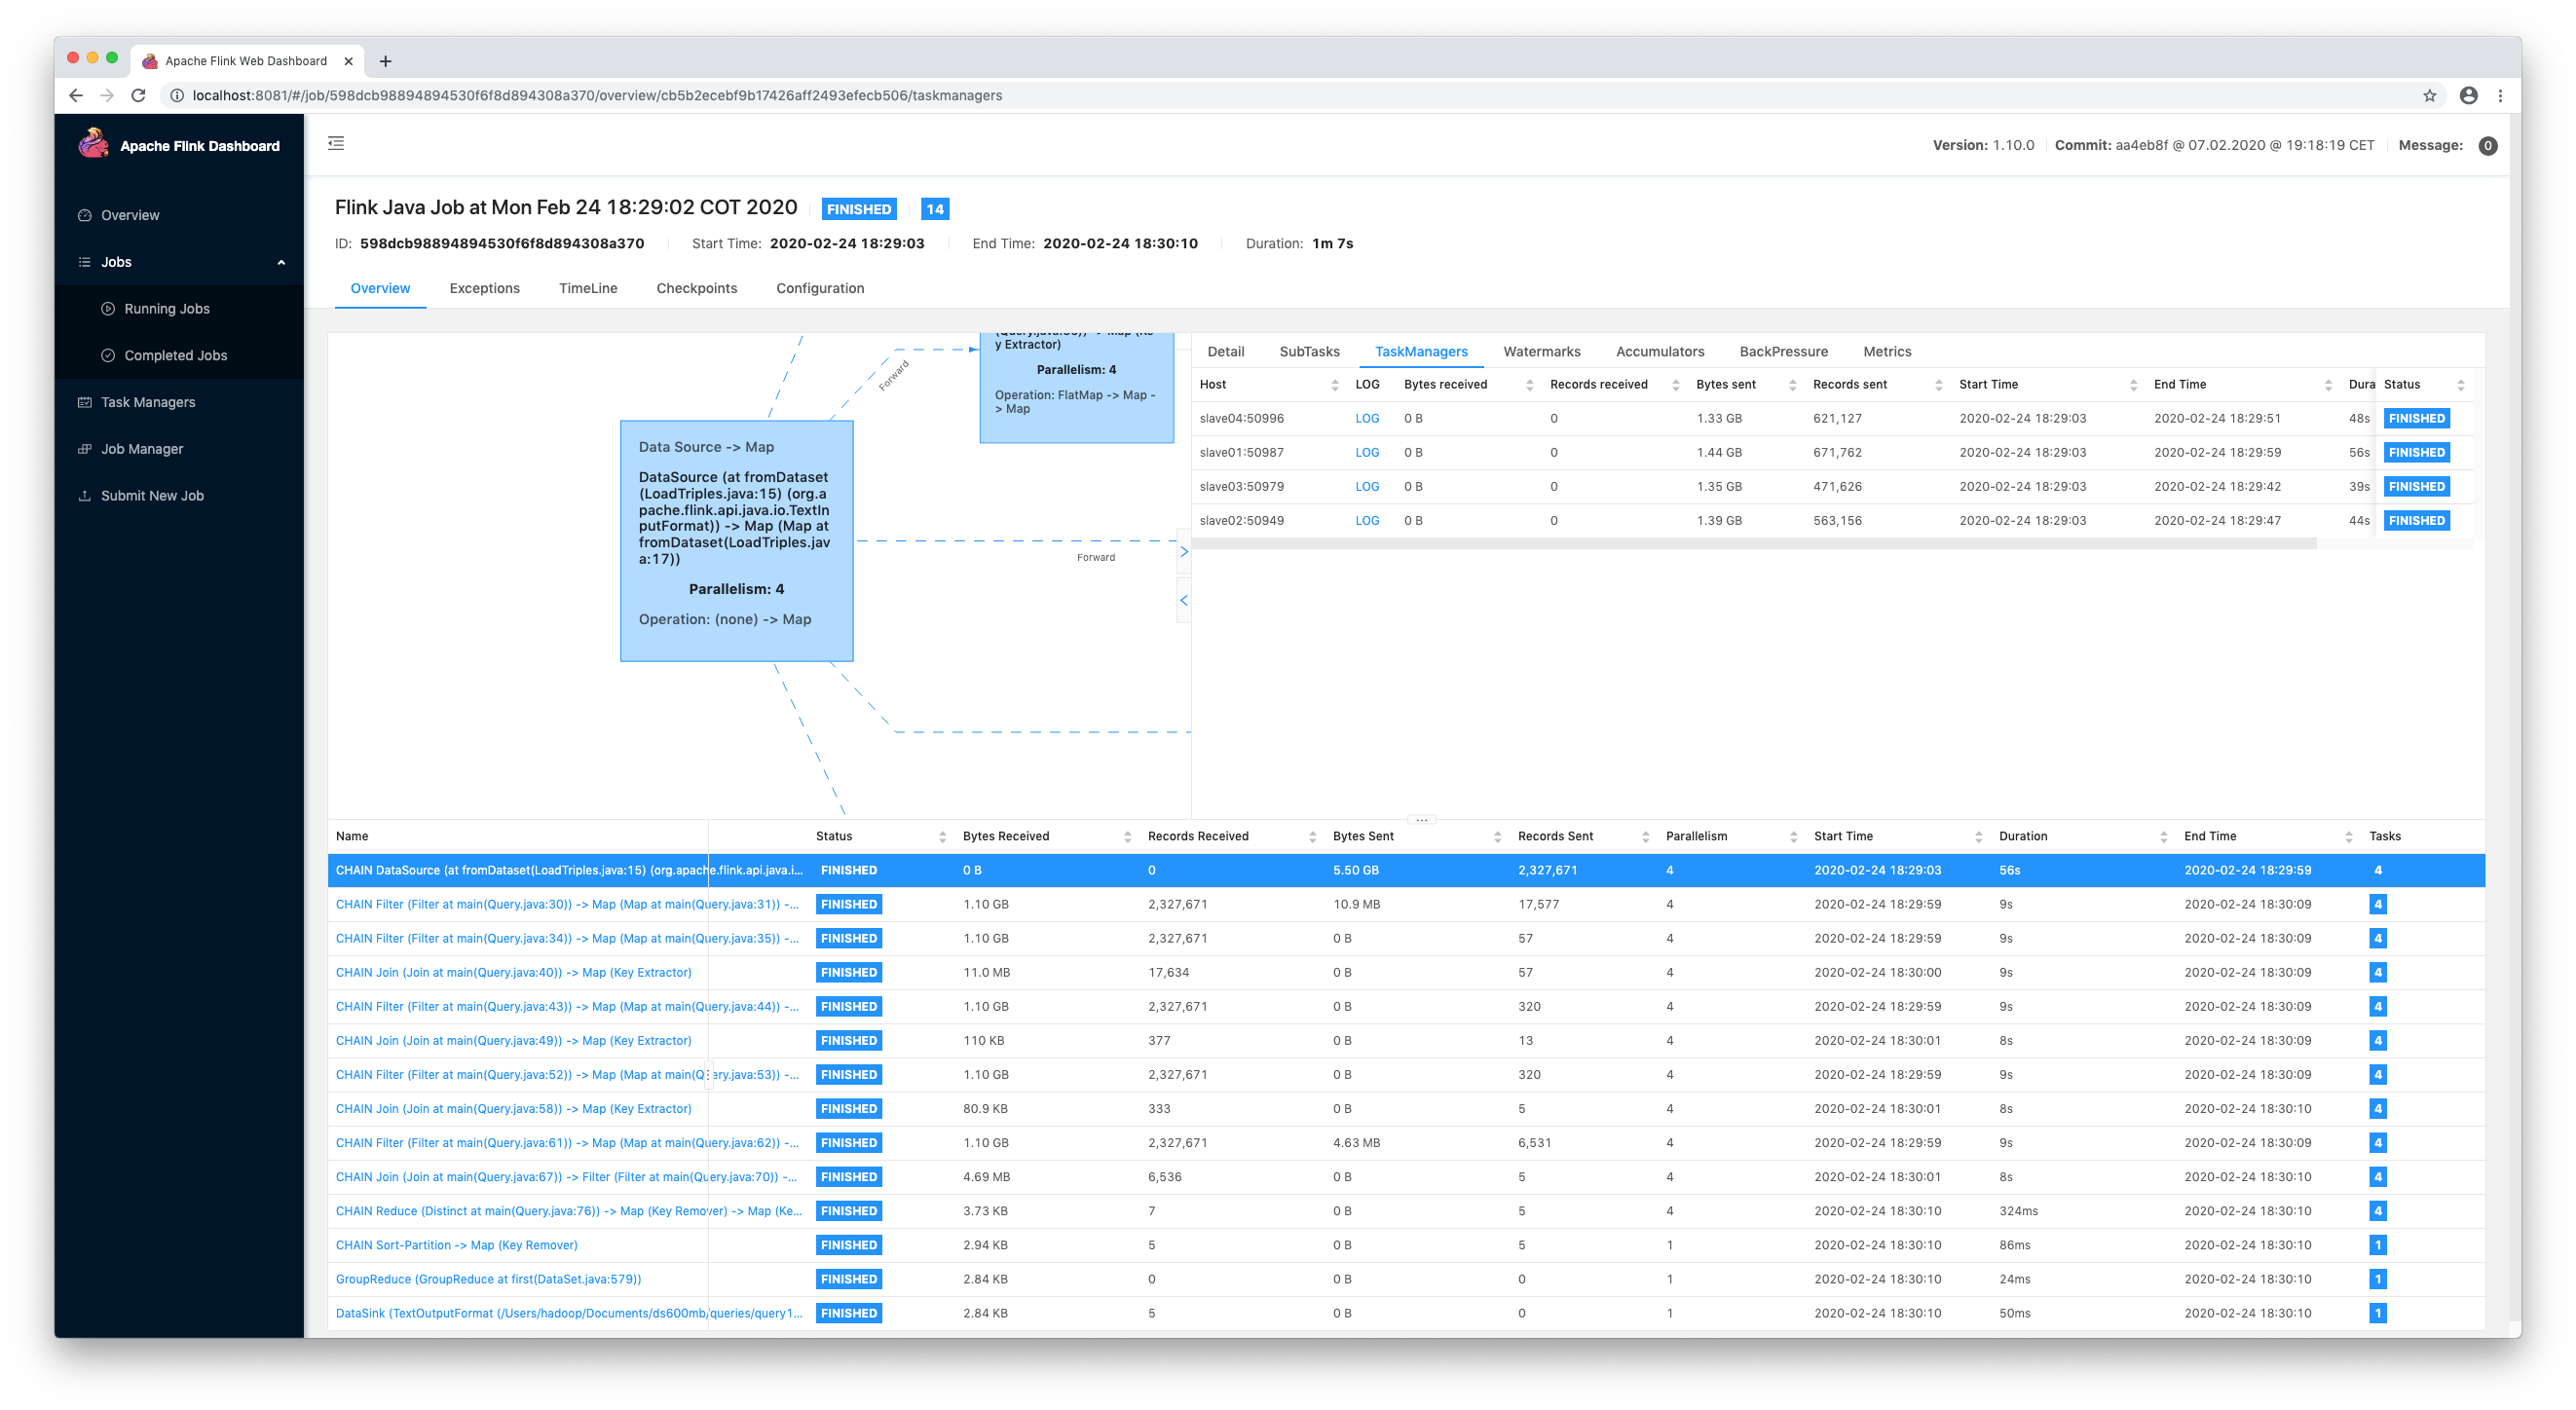 Apache Flink Web Dashboard
localhost:8081/#/job/598dcb98894894530f6f8d894308a370/overview/cb5b2ecebf9b17426aff2493efecb506/taskmanagers
Apache Flink Dashboard
Version: 1.10.0 Commit: aa4eb8f @ 07.02.2020 @ 19:18:19 CET Message: 0
Overview
Jobs
Running Jobs
Completed Jobs
Task Managers
Job Manager
Submit New Job
Flink Java Job at Mon Feb 24 18:29:02 COT 2020 FINISHED 14
ID: 598dcb98894894530f6f8d894308a370 Start Time: 2020-02-24 18:29:03 End Time: 2020-02-24 18:30:10 Duration: 1m 7s
Overview Exceptions TimeLine Checkpoints Configuration
y Extractor)
Parallelism: 4
Operation: FlatMap -> Map -
> Map
Forward
Data Source -> Map
DataSource (at fromDataset
(LoadTriples.java:15) (org.a
pache.flink.api.java.io.TextIn
putFormat)) -> Map (Map at
fromDataset(LoadTriples.jav
a:17))
Parallelism: 4
Operation: (none) -> Map
Forward
Detail SubTasks TaskManagers Watermarks Accumulators BackPressure Metrics
Host LOG Bytes received Records received Bytes sent Records sent Start Time End Time Dura Status
slave04:50996 LOG 0 B 0 1.33 GB 621,127 2020-02-24 18:29:03 2020-02-24 18:29:51 48s FINISHED
slave01:50987 LOG 0 B 0 1.44 GB 671,762 2020-02-24 18:29:03 2020-02-24 18:29:59 56s FINISHED
slave03:50979 LOG 0 B 0 1.35 GB 471,626 2020-02-24 18:29:03 2020-02-24 18:29:42 39s FINISHED
slave02:50949 LOG 0 B 0 1.39 GB 563,156 2020-02-24 18:29:03 2020-02-24 18:29:47 44s FINISHED
Name Status Bytes Received Records Received Bytes Sent Records Sent Parallelism Start Time Duration End Time Tasks
CHAIN DataSource (at fromDataset(LoadTriples.java:15) (org.apache.flink.api.java.i... FINISHED 0 B 0 5.50 GB 2,327,671 4 2020-02-24 18:29:03 56s 2020-02-24 18:29:59 4
CHAIN Filter (Filter at main(Query.java:30)) -> Map (Map at main(Query.java:31)) -... FINISHED 1.10 GB 2,327,671 10.9 MB 17,577 4 2020-02-24 18:29:59 9s 2020-02-24 18:30:09 4
CHAIN Filter (Filter at main(Query.java:34)) -> Map (Map at main(Query.java:35)) -... FINISHED 1.10 GB 2,327,671 0 B 57 4 2020-02-24 18:29:59 9s 2020-02-24 18:30:09 4
CHAIN Join (Join at main(Query.java:40)) -> Map (Key Extractor) FINISHED 11.0 MB 17,634 0 B 57 4 2020-02-24 18:30:00 9s 2020-02-24 18:30:09 4
CHAIN Filter (Filter at main(Query.java:43)) -> Map (Map at main(Query.java:44)) -... FINISHED 1.10 GB 2,327,671 0 B 320 4 2020-02-24 18:29:59 9s 2020-02-24 18:30:09 4
CHAIN Join (Join at main(Query.java:49)) -> Map (Key Extractor) FINISHED 110 KB 377 0 B 13 4 2020-02-24 18:30:01 8s 2020-02-24 18:30:09 4
CHAIN Filter (Filter at main(Query.java:52)) -> Map (Map at main(Query.java:53)) -... FINISHED 1.10 GB 2,327,671 0 B 320 4 2020-02-24 18:29:59 9s 2020-02-24 18:30:09 4
CHAIN Join (Join at main(Query.java:58)) -> Map (Key Extractor) FINISHED 80.9 KB 333 0 B 5 4 2020-02-24 18:30:01 8s 2020-02-24 18:30:10 4
CHAIN Filter (Filter at main(Query.java:61)) -> Map (Map at main(Query.java:62)) -... FINISHED 1.10 GB 2,327,671 4.63 MB 6,531 4 2020-02-24 18:29:59 9s 2020-02-24 18:30:09 4
CHAIN Join (Join at main(Query.java:67)) -> Filter (Filter at main(Query.java:70)) -... FINISHED 4.69 MB 6,536 0 B 5 4 2020-02-24 18:30:01 8s 2020-02-24 18:30:10 4
CHAIN Reduce (Distinct at main(Query.java:76)) -> Map (Key Remover) -> Map (Ke... FINISHED 3.73 KB 7 0 B 5 4 2020-02-24 18:30:10 324ms 2020-02-24 18:30:10 4
CHAIN Sort-Partition -> Map (Key Remover) FINISHED 2.94 KB 5 0 B 5 1 2020-02-24 18:30:10 86ms 2020-02-24 18:30:10 1
GroupReduce (GroupReduce at first(DataSet.java:579)) FINISHED 2.84 KB 0 0 B 0 1 2020-02-24 18:30:10 24ms 2020-02-24 18:30:10 1
DataSink (TextOutputFormat (/Users/hadoop/Documents/ds600mb/queries/query1... FINISHED 2.84 KB 5 0 B 0 1 2020-02-24 18:30:10 50ms 2020-02-24 18:30:10 1